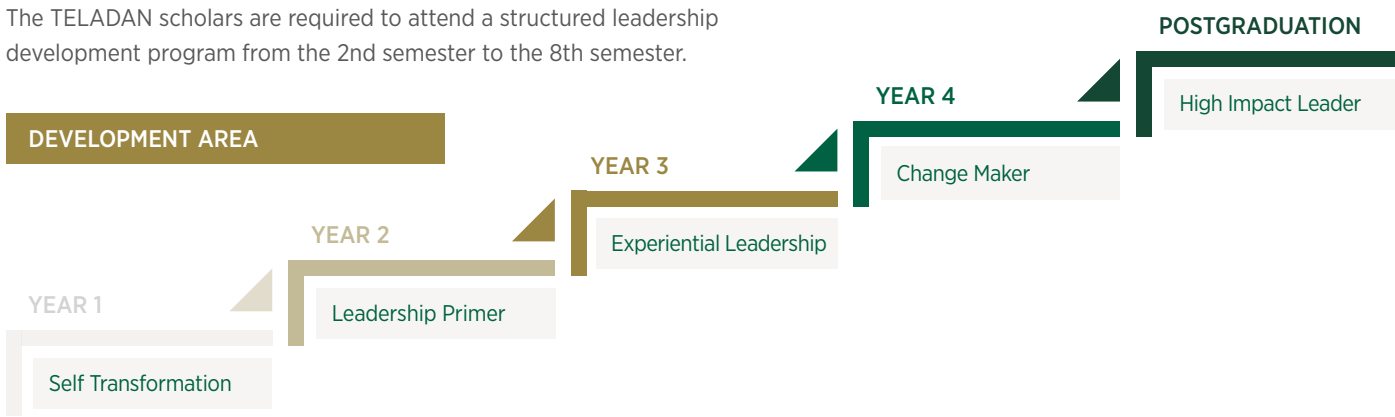 The TELADAN scholars are required to attend a structured leadership
development program from the 2nd semester to the 8th semester.
DEVELOPMENT AREA
YEAR 1
Self Transformation
YEAR 2
Leadership Primer
YEAR 3
Experiential Leadership
YEAR 4
Change Maker
POSTGRADUATION
High Impact Leader